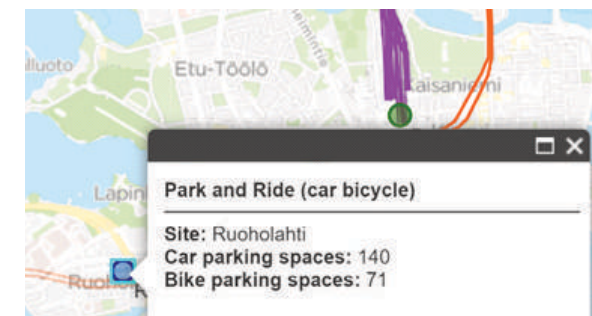 Etu-Töölö
Kaisaniemi
Park and Ride (car bicycle)
Site: Ruoholahti
Car parking spaces: 140
Bike parking spaces: 71